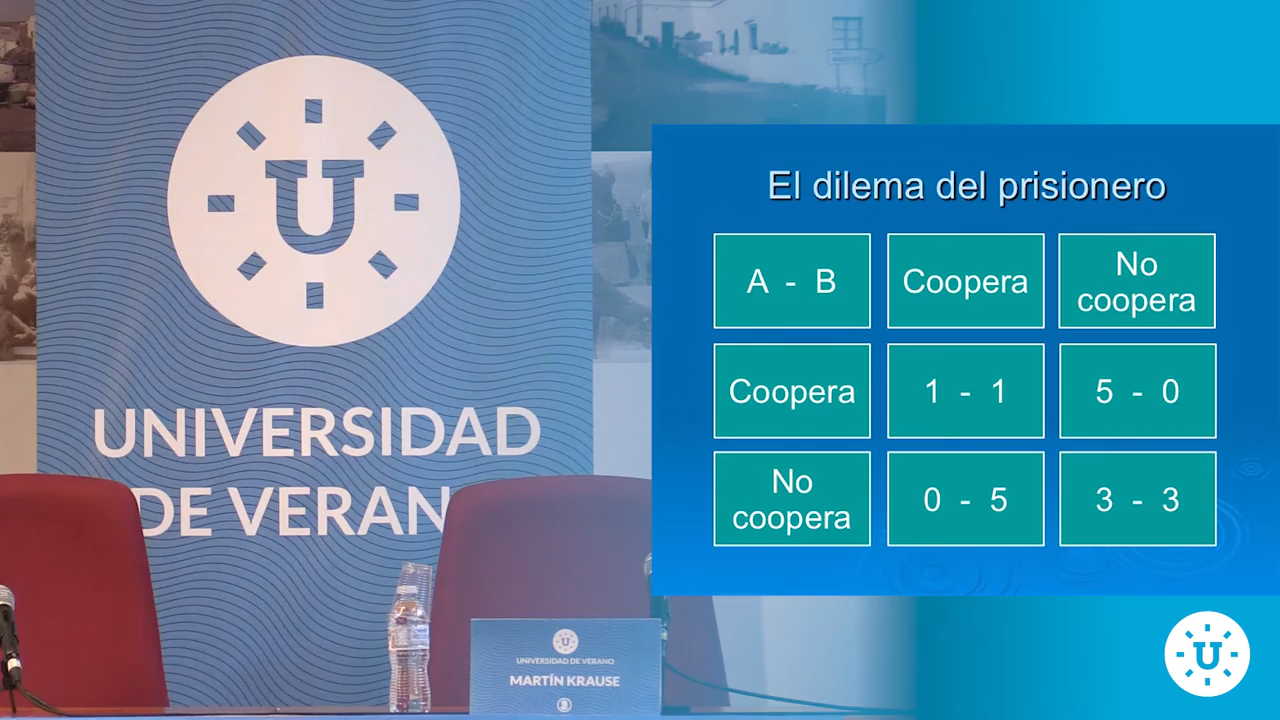 U
UNIVERSIDAD
DE VERAN
UNIVERSIDAD DE VERANO
MARTÍN KRAUSE
El dilema del prisionero
A - B
Coopera
No
coopera
Coopera
1 - 1
5 - 0
No
coopera
0 - 5
3 - 3
U